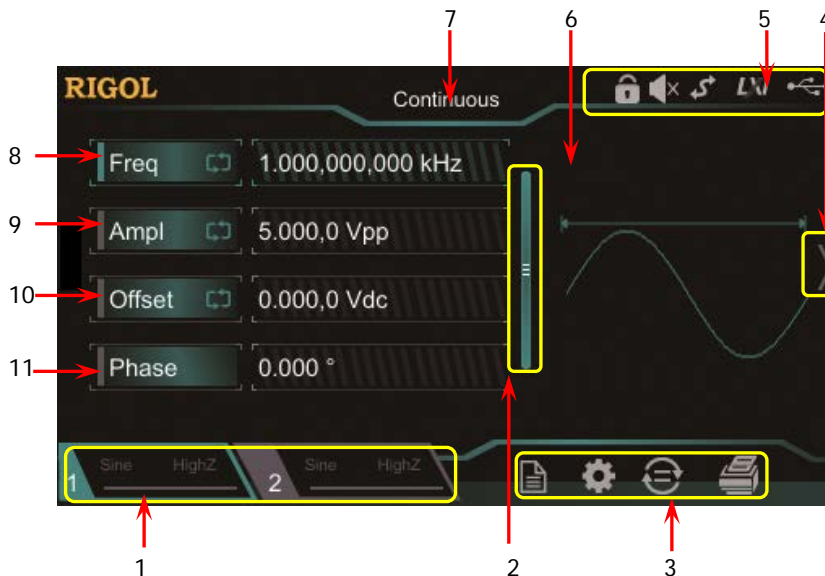 7 6 5 4
RIGOL
Continuous
LXI
8 Freq 1.000,000,000 kHz
9 Ampl 5.000,0 Vpp
10 Offset 0.000,0 Vdc
11 Phase 0.000 °
1 Sine HighZ 2 Sine HighZ
1 2 3